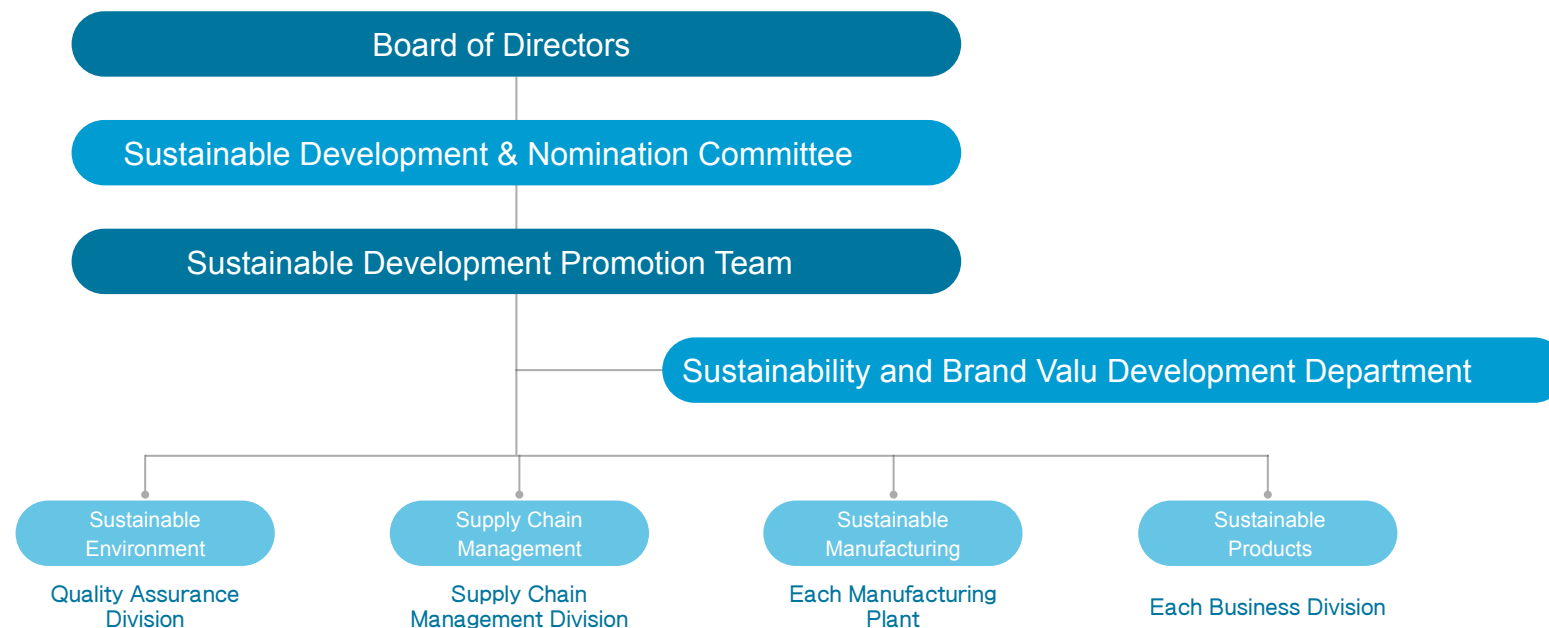 Board of Directors
Sustainable Development & Nomination Committee
Sustainable Development Promotion Team
Sustainability and Brand Valu Development Department
Sustainable
Environment
Supply Chain
Management
Sustainable
Manufacturing
Sustainable
Products
Quality Assurance
Division
Supply Chain
Management Division
Each Manufacturing
Plant
Each Business Division